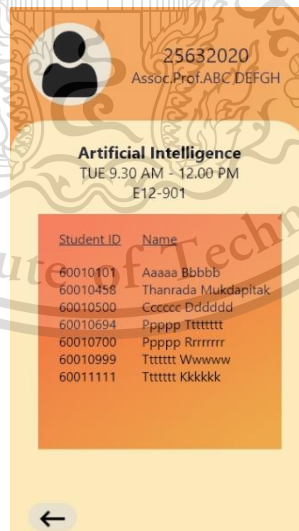 25632020
Assoc.Prof.ABC DEFGH
Artificial Intelligence
TUE 9.30 AM - 12.00 PM
E12-901
Student ID Name
60010101 Aaaaa Bbbbb
60010458 Thanrada Mukdapitak
60010500 Cccccc Dddddd
60010694 Ppppp Tttttttt
60010700 Ppppp Rrrrrrr
60010999 Ttttttt Wwwww
60011111 Ttttttt Kkkkkk